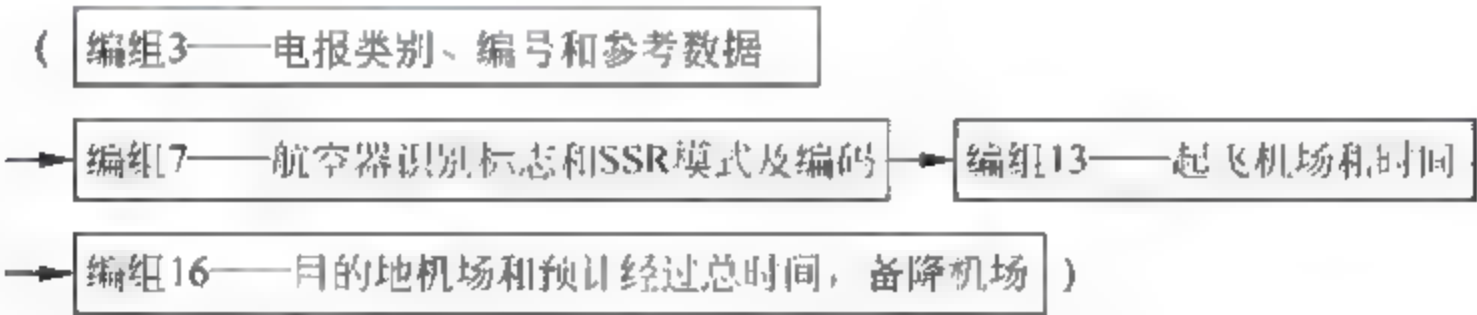 ( 编组3——电报类别、编号和参考数据
编组7——航空器识别标志和SSR模式及编码 编组13——起飞机场和时间
编组16——目的地机场和预计经过总时间，备降机场 )